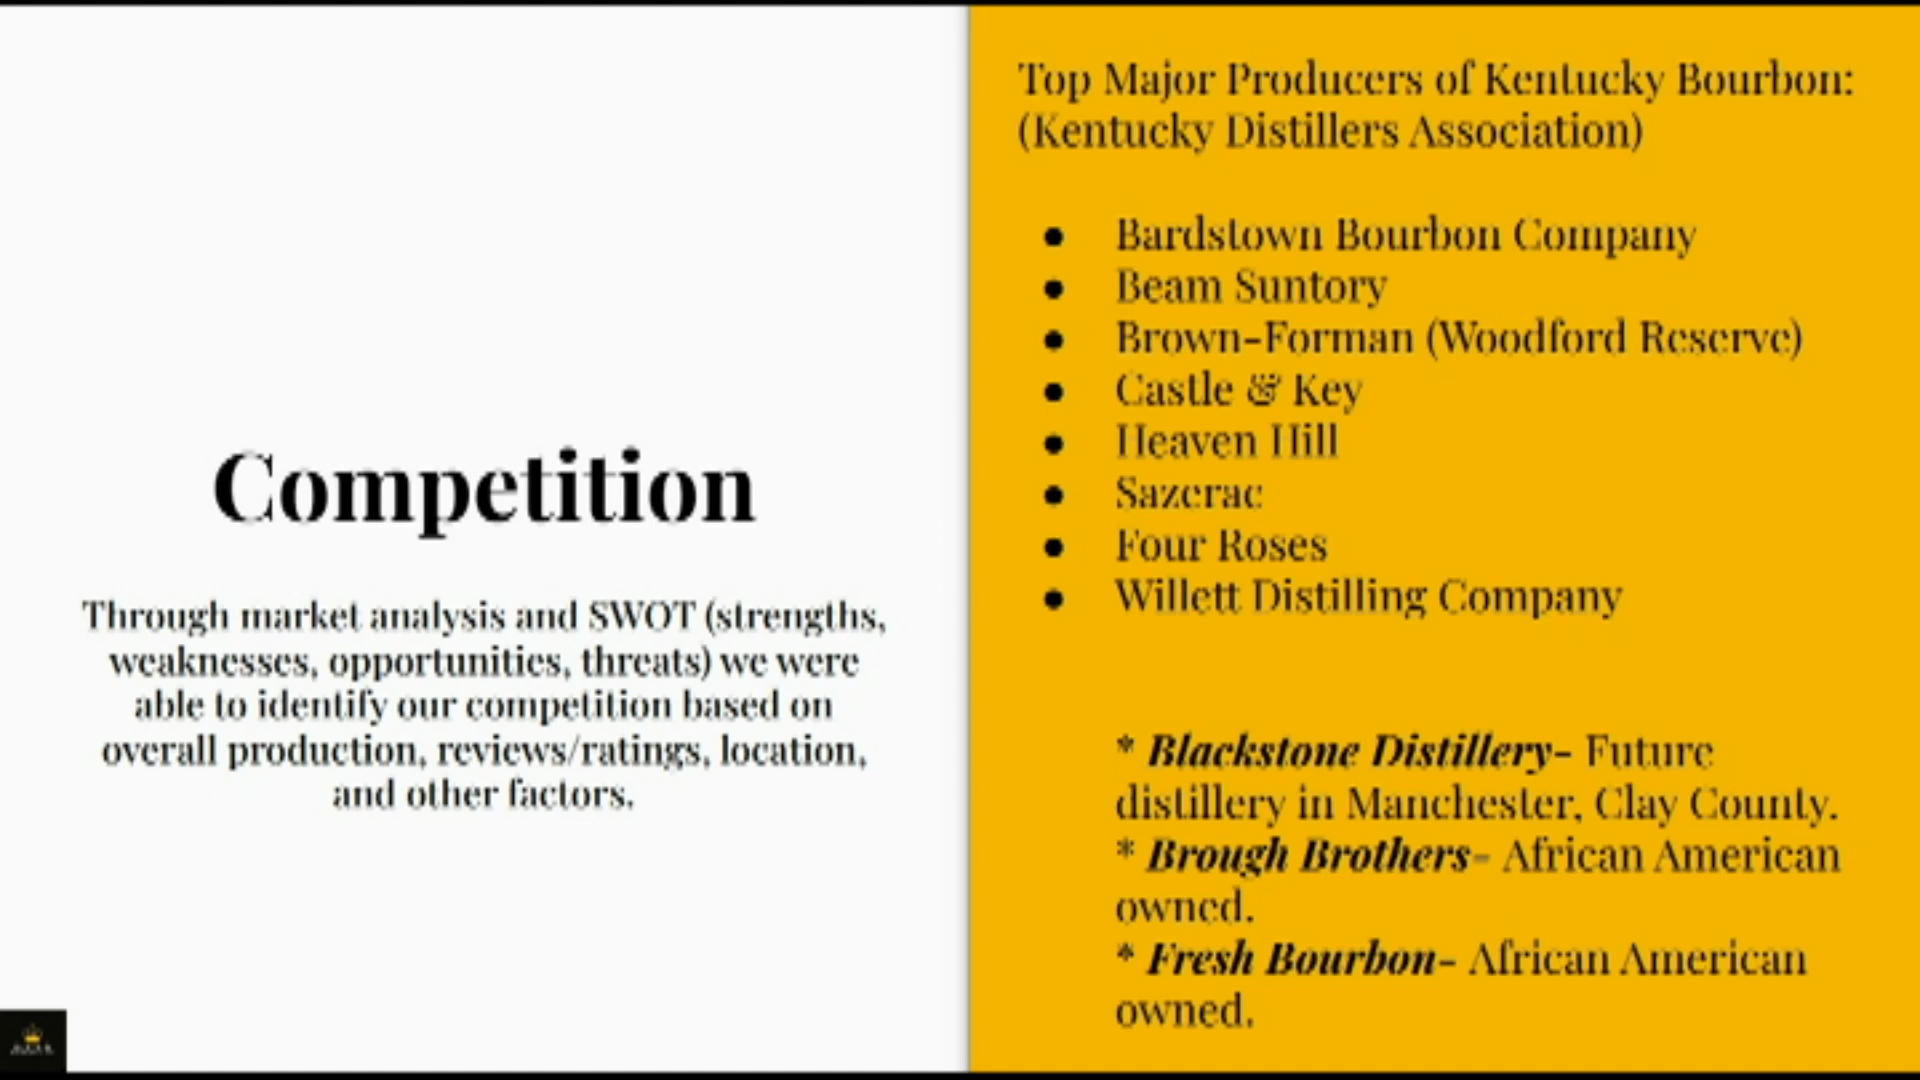 Competition
Through market analysis and SWOT (strengths,
weaknesses, opportunities, threats) we were
able to identify our competition based on
overall production, reviews/ratings, location,
and other factors.
Top Major Producers of Kentucky Bourbon:
(Kentucky Distillers Association)
● Bardstown Bourbon Company
● Beam Suntory
● Brown-Forman (Woodford Reserve)
● Castle & Key
● Heaven Hill
● Sazerac
● Four Roses
● Willett Distilling Company
* Blackstone Distillery- Future
distillery in Manchester, Clay County.
* Brough Brothers- African American
owned.
* Fresh Bourbon- African American
owned.